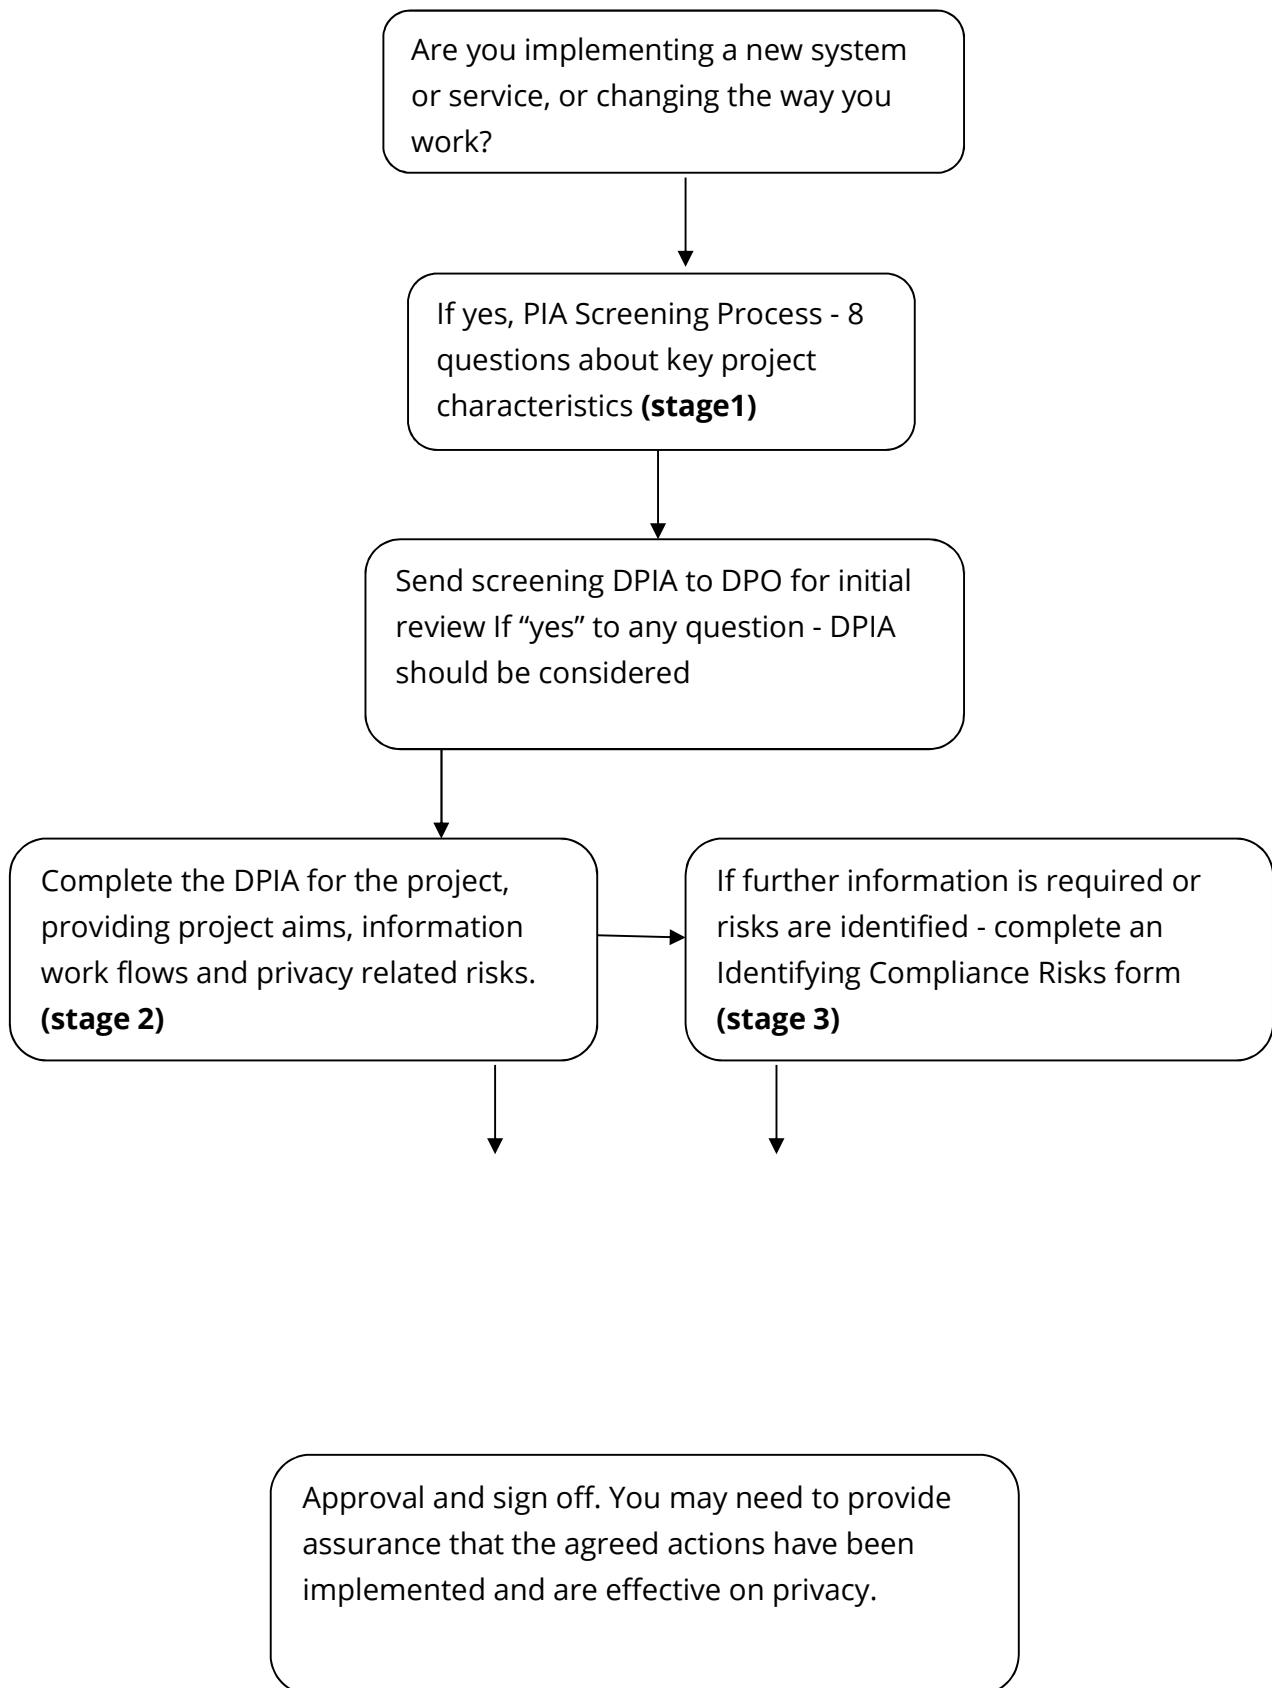 Are you implementing a new system
or service, or changing the way you
work?
If yes, PIA Screening Process - 8
questions about key project
characteristics (stage1)
Send screening DPIA to DPO for initial
review If “yes” to any question - DPIA
should be considered
Complete the DPIA for the project,
providing project aims, information
work flows and privacy related risks.
(stage 2)
If further information is required or
risks are identified - complete an
Identifying Compliance Risks form
(stage 3)
Approval and sign off. You may need to provide
assurance that the agreed actions have been
implemented and are effective on privacy.